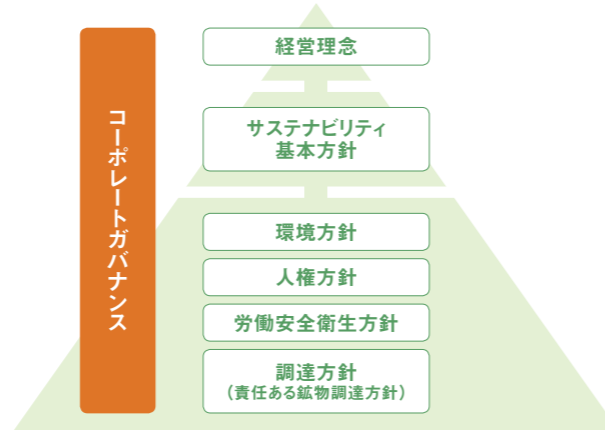 コーポレートガバナンス
経営理念
サステナビリティ
基本方針
環境方針
人権方針
労働安全衛生方針
調達方針
(責任ある鉱物調達方針)